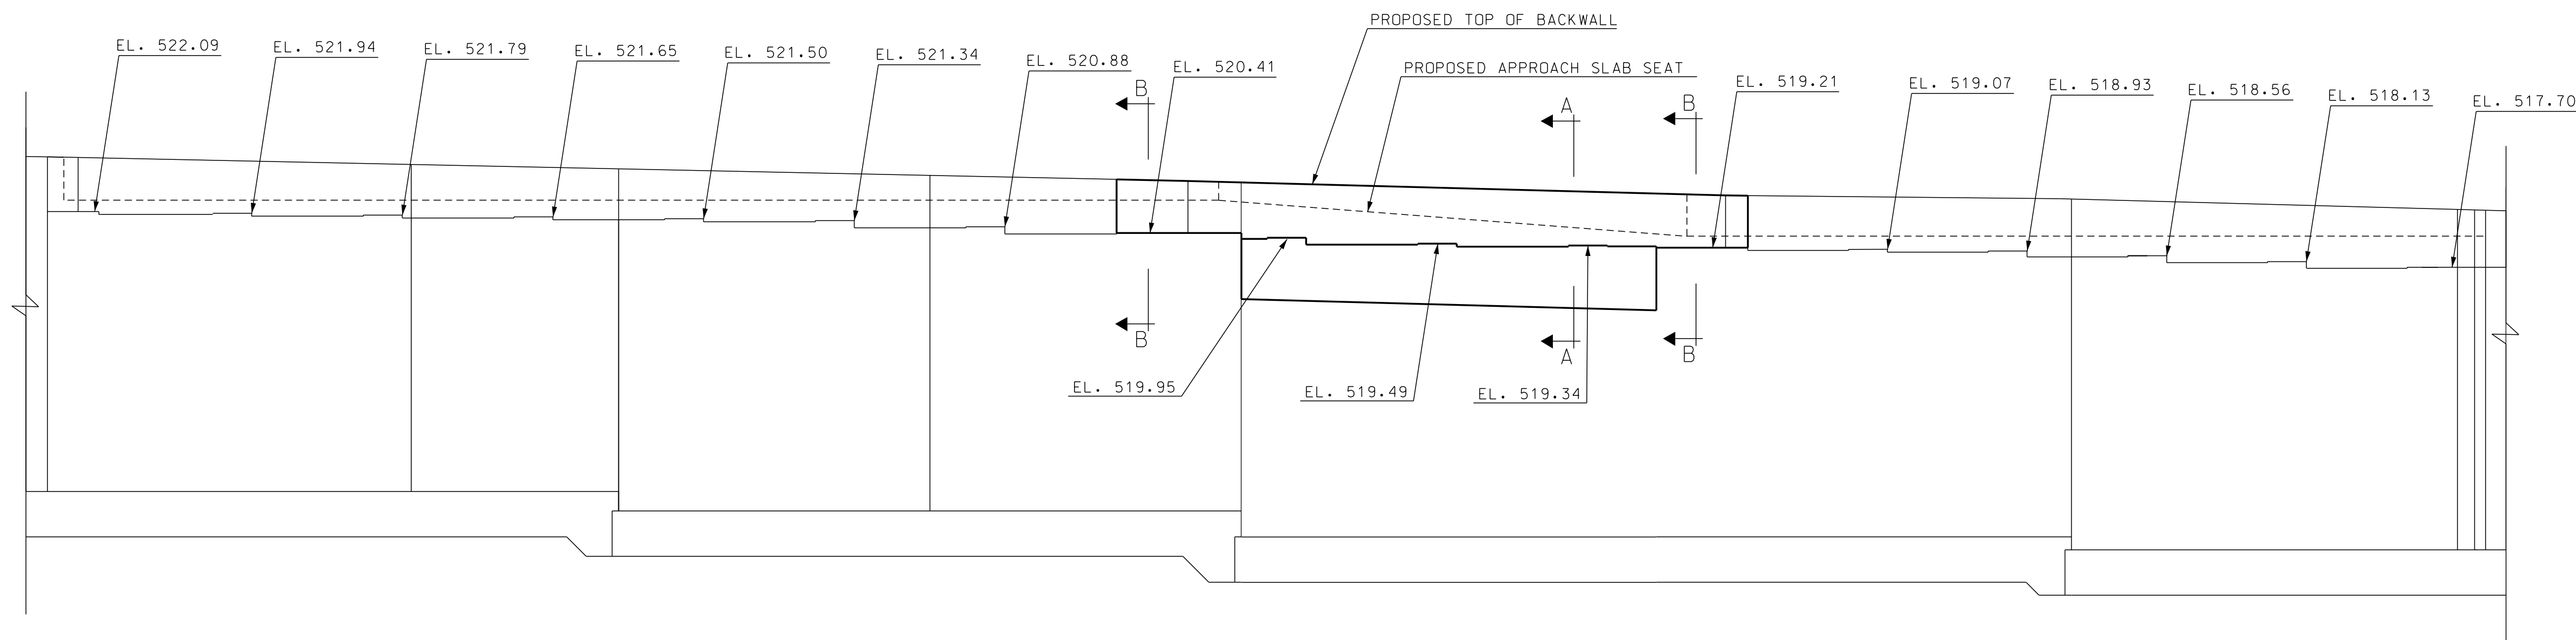 PROPOSED TOP OF BACKWALL
EL. 522.09
EL. 521.94
EL. 521.79
EL. 521.65
EL. 521.50
EL. 521.34
EL. 520.88
EL. 520.41
PROPOSED APPROACH SLAB SEAT
EL. 519.21
EL. 519.07
EL. 518.93
EL. 518.56
EL. 518.13
EL. 517.70
B
A
B
B
A
B
EL. 519.95
EL. 519.49
EL. 519.34